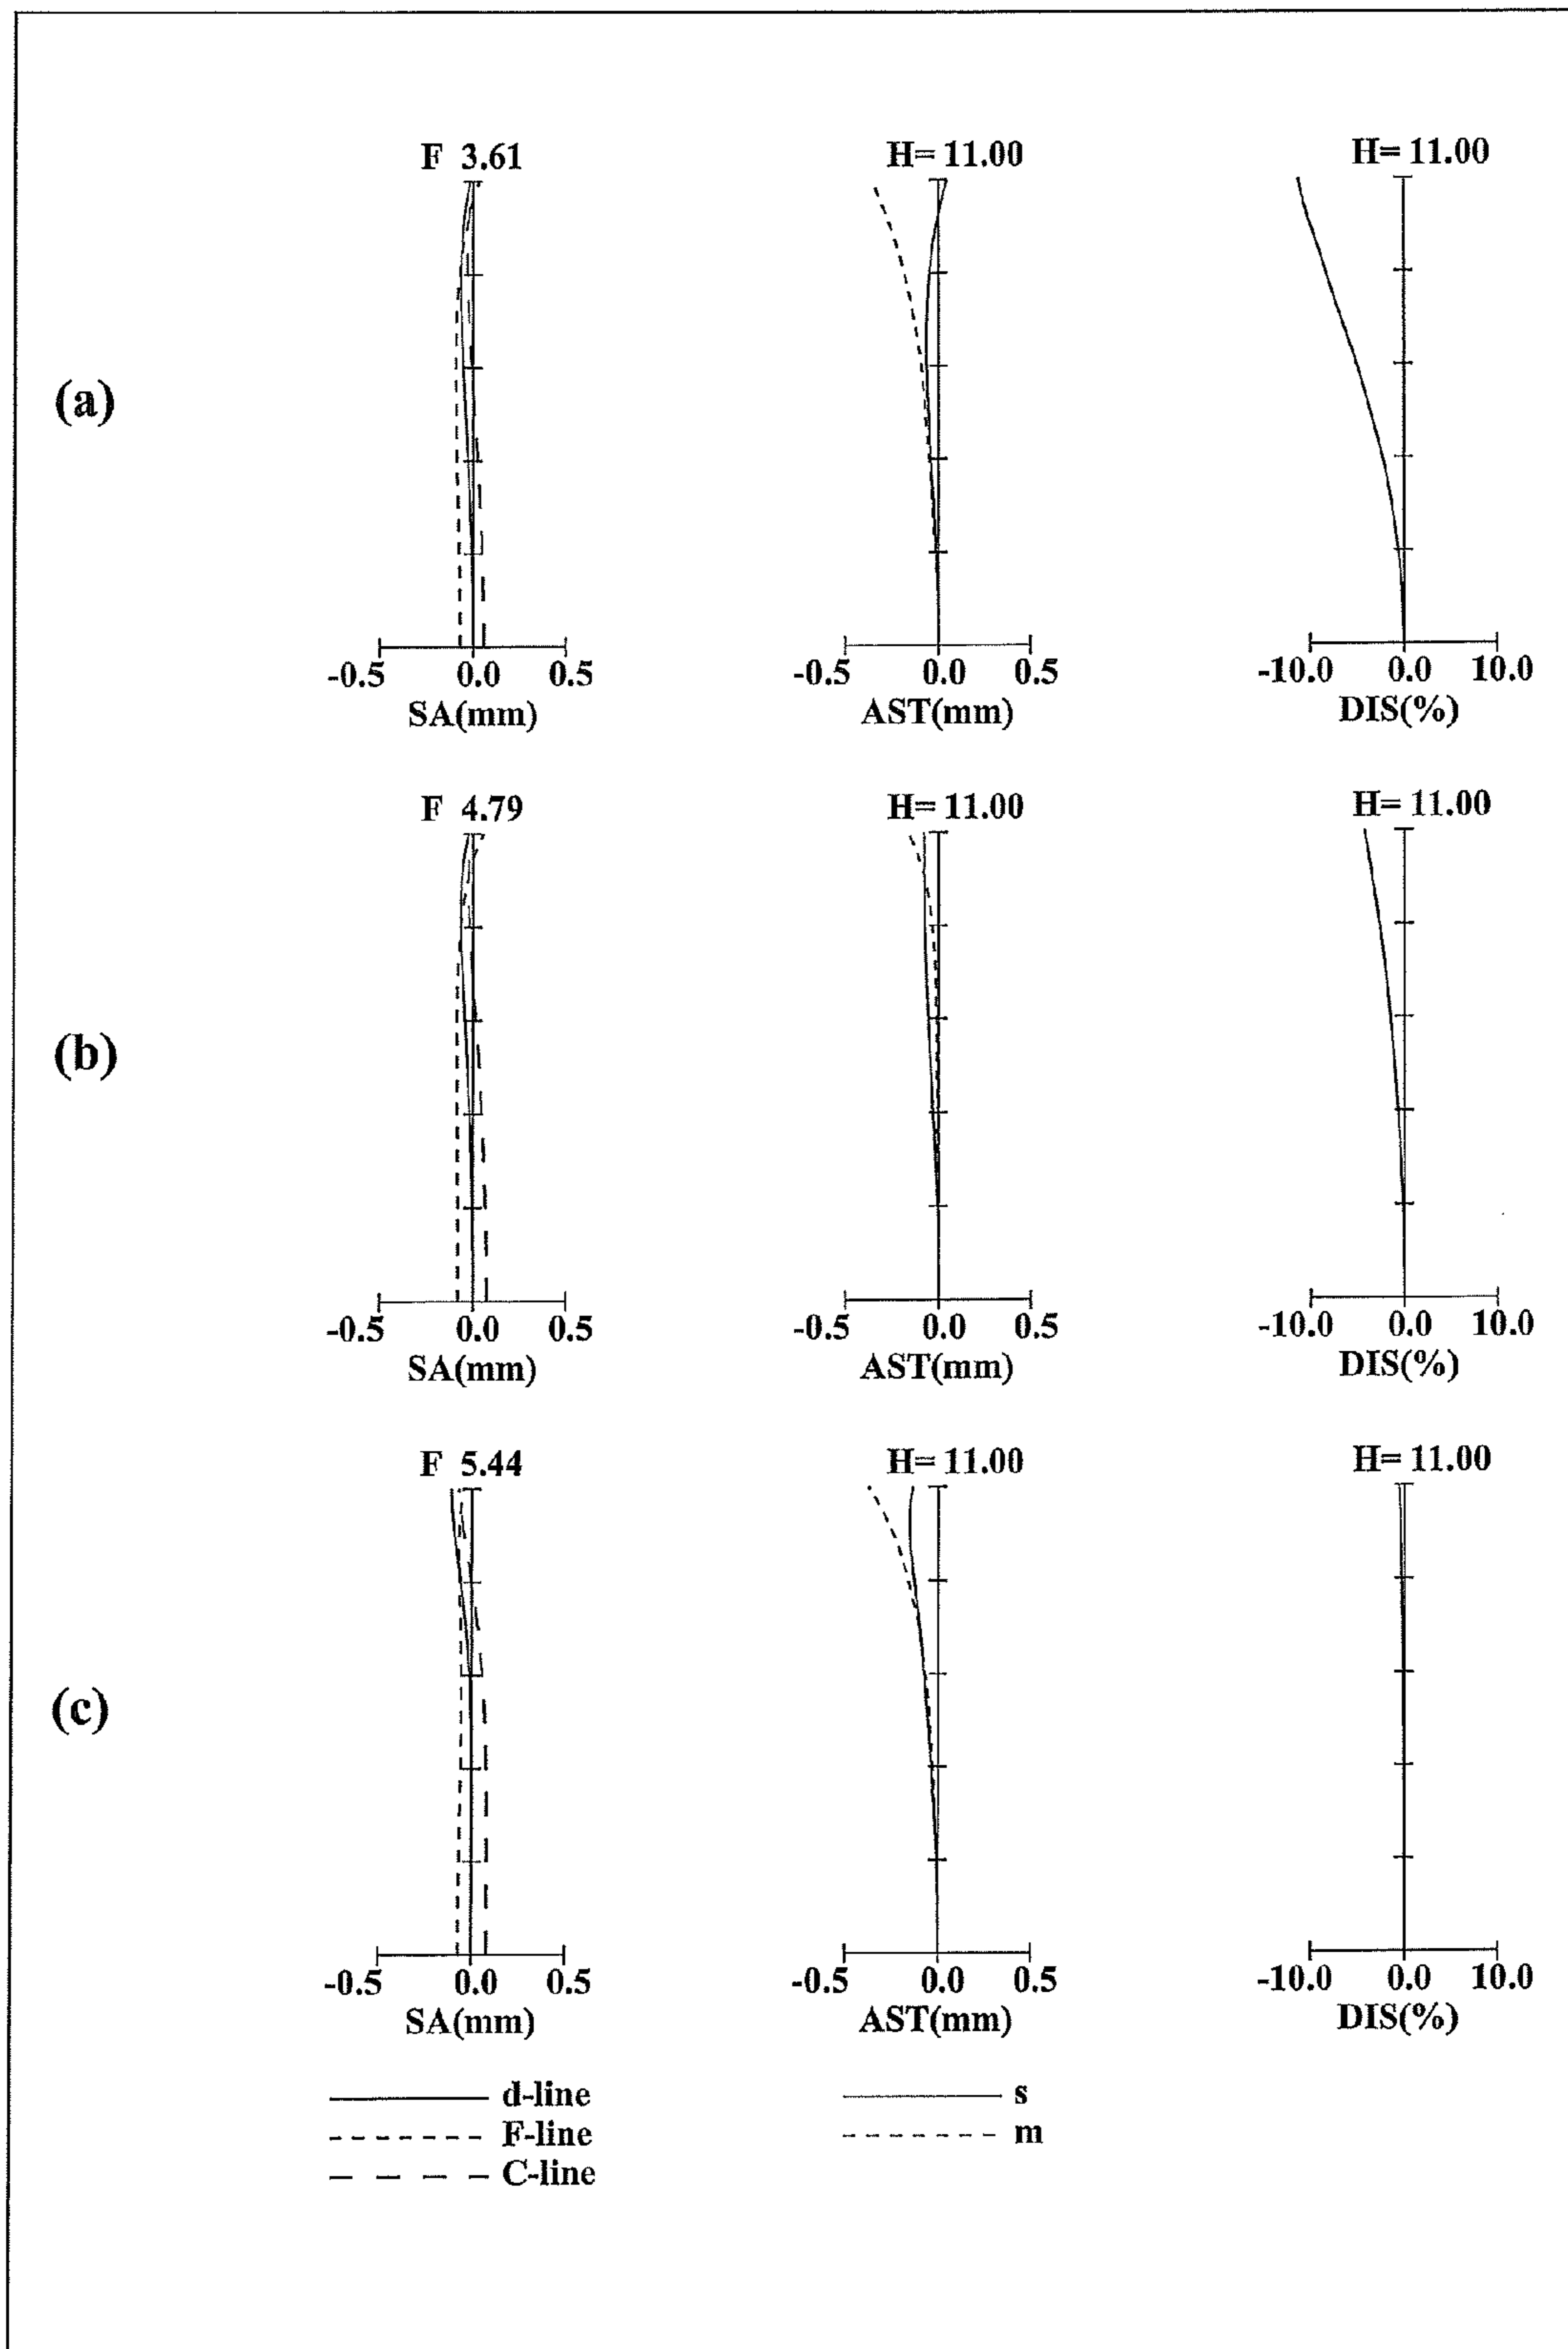 F 3.61
H= 11.00
H= 11.00
(a)
-0.5 0.0 0.5
SA(mm)
-0.5 0.0 0.5
AST(mm)
-10.0 0.0 10.0
DIS(%)
F 4.79
H= 11.00
H= 11.00
(b)
-0.5 0.0 0.5
SA(mm)
-0.5 0.0 0.5
AST(mm)
-10.0 0.0 10.0
DIS(%)
F 5.44
H= 11.00
H= 11.00
(c)
-0.5 0.0 0.5
SA(mm)
-0.5 0.0 0.5
AST(mm)
-10.0 0.0 10.0
DIS(%)
d-line
F-line
C-line
s
m